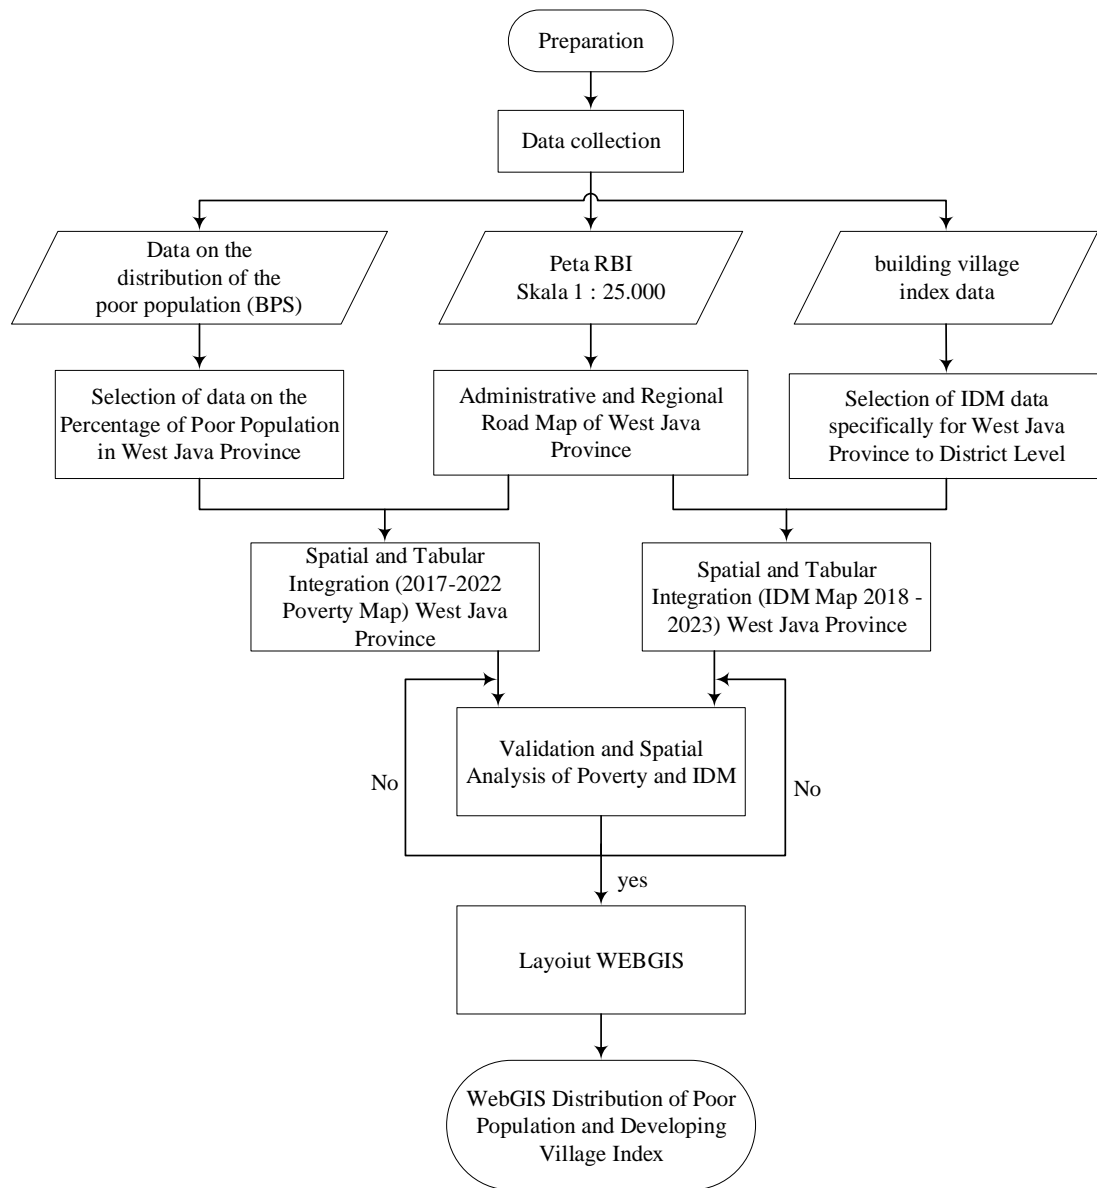 Preparation
Data collection
Data on the
distribution of the
poor population (BPS)
Peta RBI
Skala 1 : 25.000
building village
index data
Selection of data on the
Percentage of Poor Population
in West Java Province
Administrative and Regional
Road Map of West Java
Province
Selection of IDM data
specifically for West Java
Province to District Level
Spatial and Tabular
Integration (2017-2022
Poverty Map) West Java
Province
Spatial and Tabular
Integration (IDM Map 2018 -
2023) West Java Province
Validation and Spatial
Analysis of Poverty and IDM
No
No
yes
Layoiut WEBGIS
WebGIS Distribution of Poor
Population and Developing
Village Index